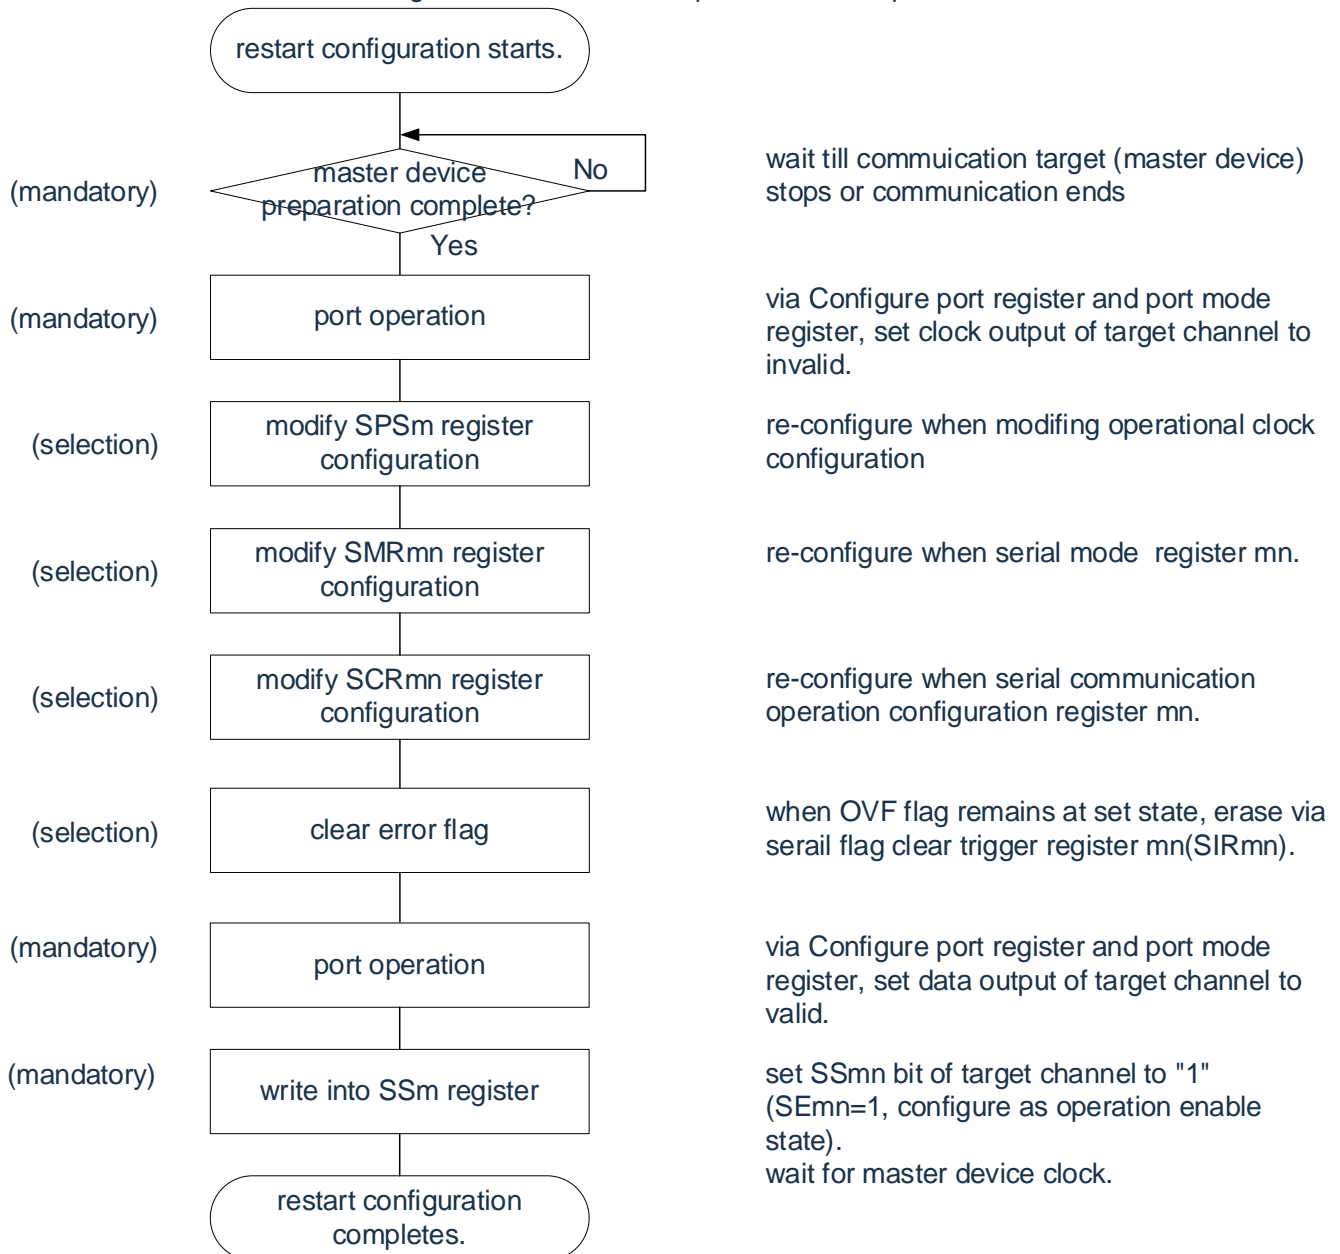 restart configuration starts.
(mandatory)
master device
preparation complete?
No
Yes
wait till commuication target (master device)
stops or communication ends
(mandatory)
port operation
via Configure port register and port mode
register, set clock output of target channel to
invalid.
(selection)
modify SPSm register
configuration
re-configure when modifing operational clock
configuration
(selection)
modify SMRmn register
configuration
re-configure when serial mode register mn.
(selection)
modify SCRmn register
configuration
re-configure when serial communication
operation configuration register mn.
(selection)
clear error flag
when OVF flag remains at set state, erase via
serail flag clear trigger register mn(SIRmn).
(mandatory)
port operation
via Configure port register and port mode
register, set data output of target channel to
valid.
(mandatory)
write into SSm register
set SSmn bit of target channel to "1"
(SEmn=1, configure as operation enable
state).
wait for master device clock.
restart configuration
completes.